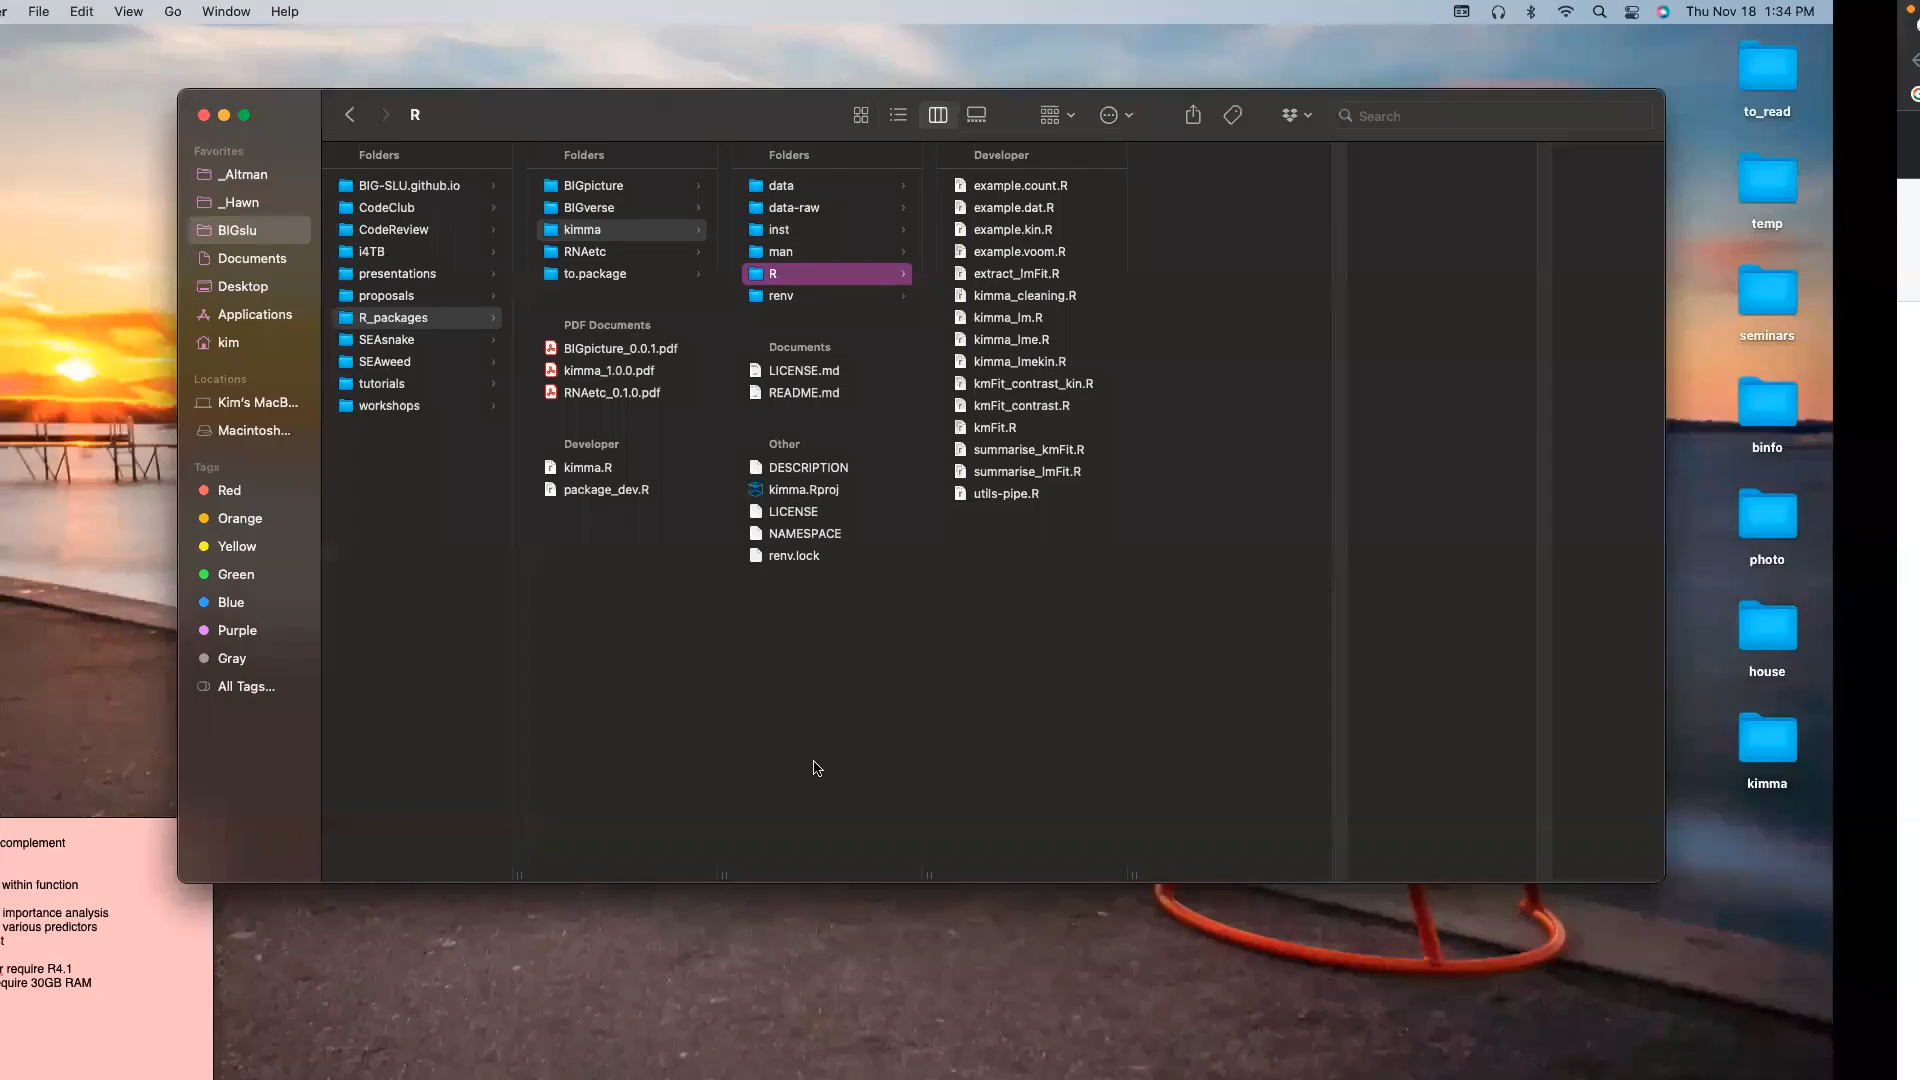 File Edit View Go Window Help
Thu Nov 18 1:34 PM
R
Search
Favorites
_Altman
_Hawn
BIGslu
Documents
Desktop
Applications
kim
Locations
Kim's MacB...
Macintosh...
Tags
Red
Orange
Yellow
Green
Blue
Purple
Gray
All Tags...
Folders
BIG-SLU.github.io
CodeClub
CodeReview
i4TB
presentations
proposals
R_packages
SEAsnake
SEAweed
tutorials
workshops
Folders
BIGpicture
BIGverse
kimma
RNAetc
to.package
PDF Documents
BIGpicture_0.0.1.pdf
kimma_1.0.0.pdf
RNAetc_0.1.0.pdf
Developer
kimma.R
package_dev.R
Folders
data
data-raw
inst
man
R
renv
Documents
LICENSE.md
README.md
Other
DESCRIPTION
kimma.Rproj
LICENSE
NAMESPACE
renv.lock
Developer
example.count.R
example.dat.R
example.kin.R
example.voom.R
extract_lmFit.R
kimma_cleaning.R
kimma_lm.R
kimma_lme.R
kimma_lmekin.R
kmFit_contrast_kin.R
kmFit_contrast.R
kmFit.R
summarise_kmFit.R
summarise_lmFit.R
utils-pipe.R
to_read
temp
seminars
binfo
photo
house
kimma
complement
within function
importance analysis
various predictors
require R4.1
30GB RAM